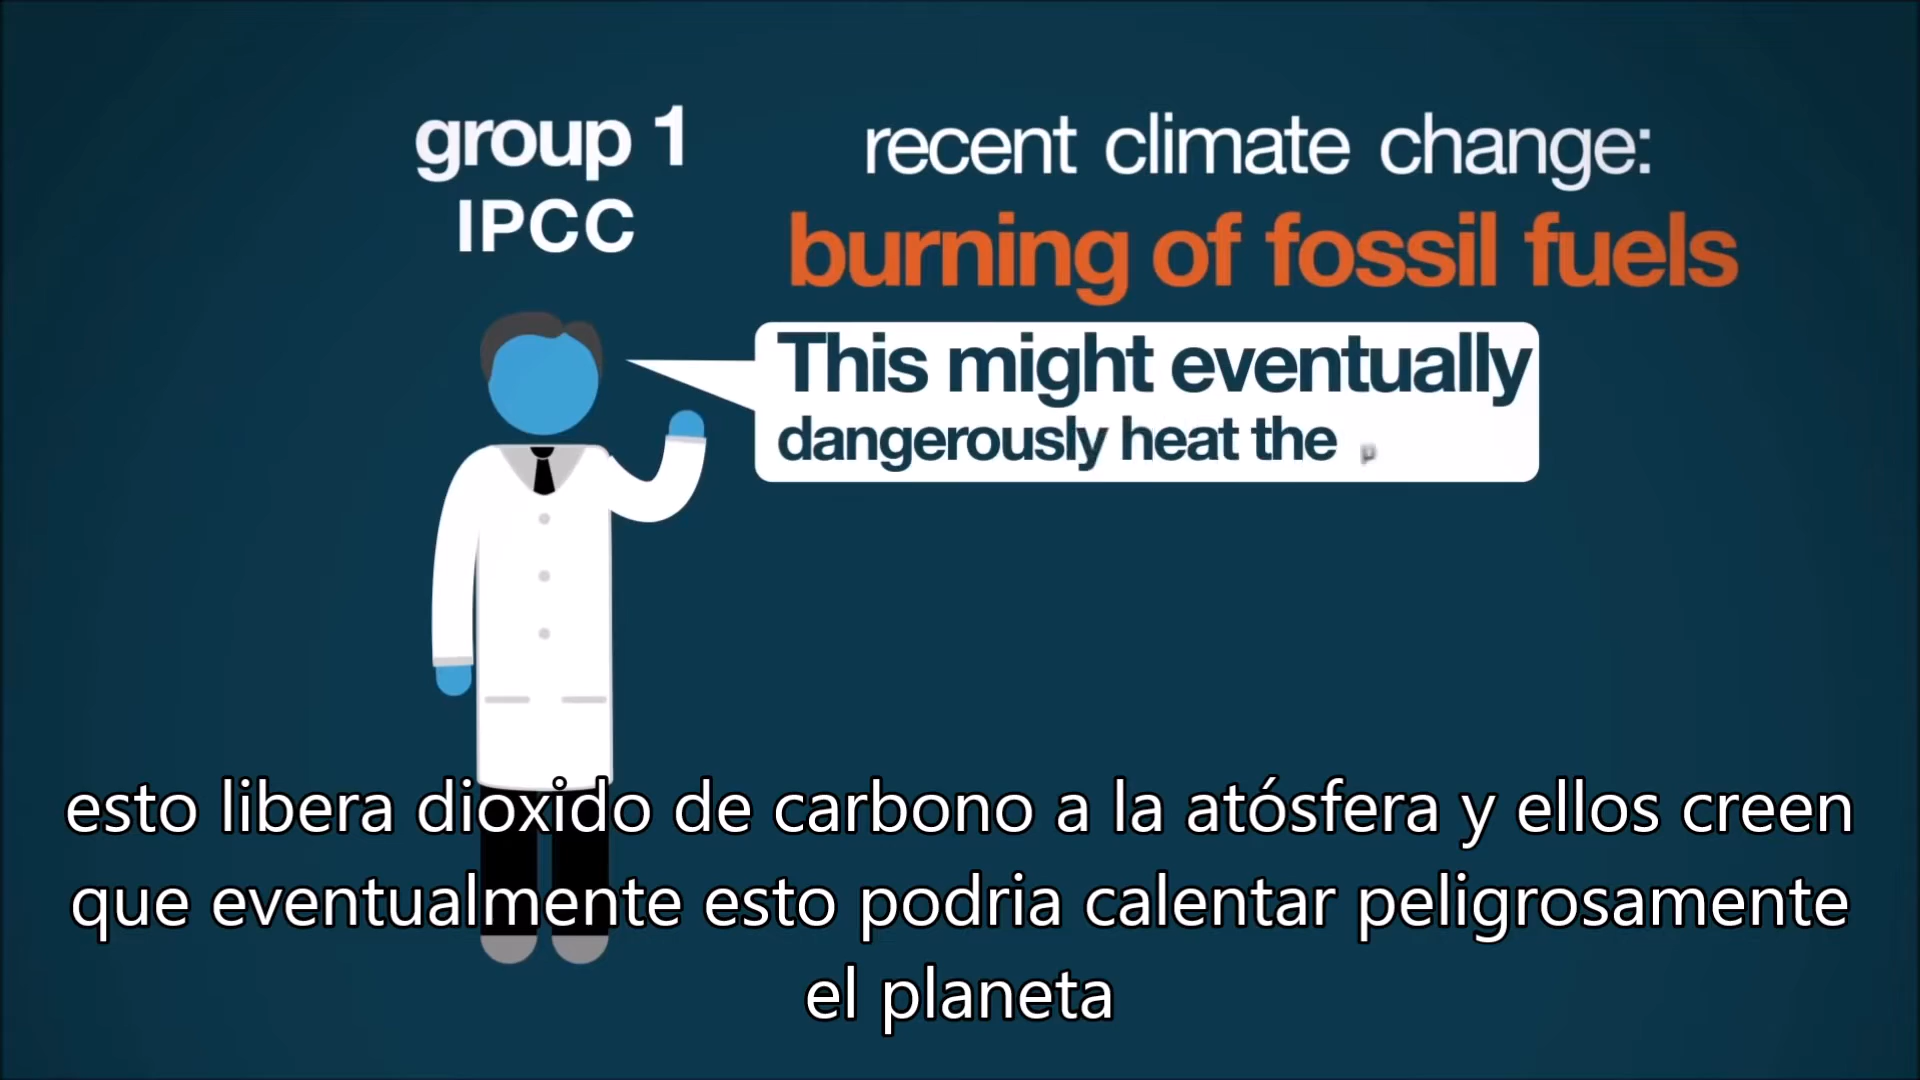 group 1
IPCC
recent climate change:
burning of fossil fuels
This might eventually
dangerously heat the p
esto libera dioxido de carbono a la atósfera y ellos creen
que eventualmente esto podria calentar peligrosamente
el planeta